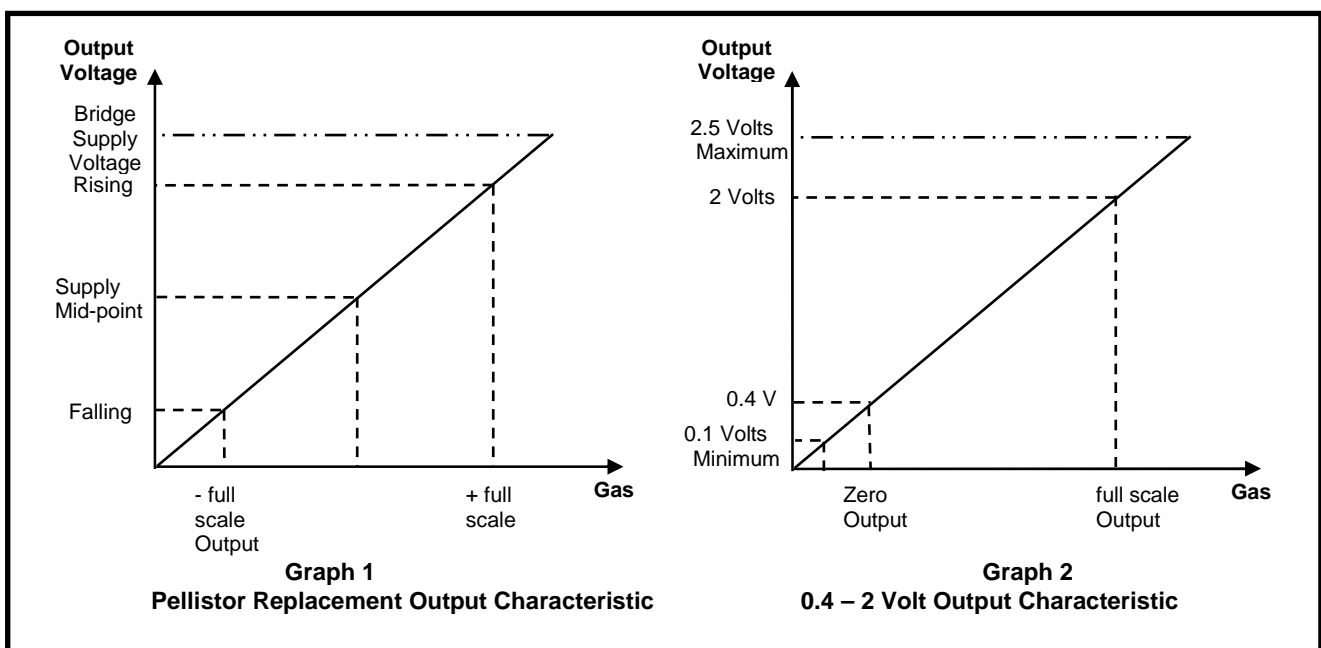 Output
Voltage
Bridge
Supply
Voltage
Rising
Supply
Mid-point
Falling
- full
scale
Output
+ full
scale
Gas
Graph 1
Pellistor Replacement Output Characteristic
Output
Voltage
2.5 Volts
Maximum
2 Volts
0.4 V
0.1 Volts
Minimum
Zero
Output
full scale
Output
Gas
Graph 2
0.4 – 2 Volt Output Characteristic